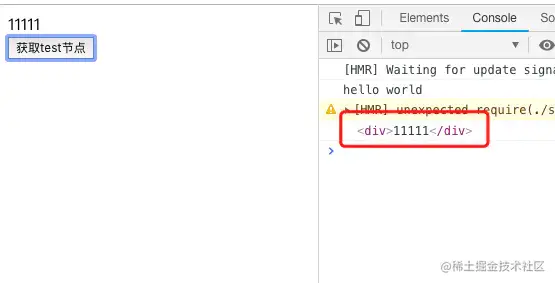 11111
获取test节点
Elements
Console
So
top
[HMR] Waiting for update signa
hello world
[HMR] unexpected require(./s
<div>11111</div>
@稀土掘金技术社区